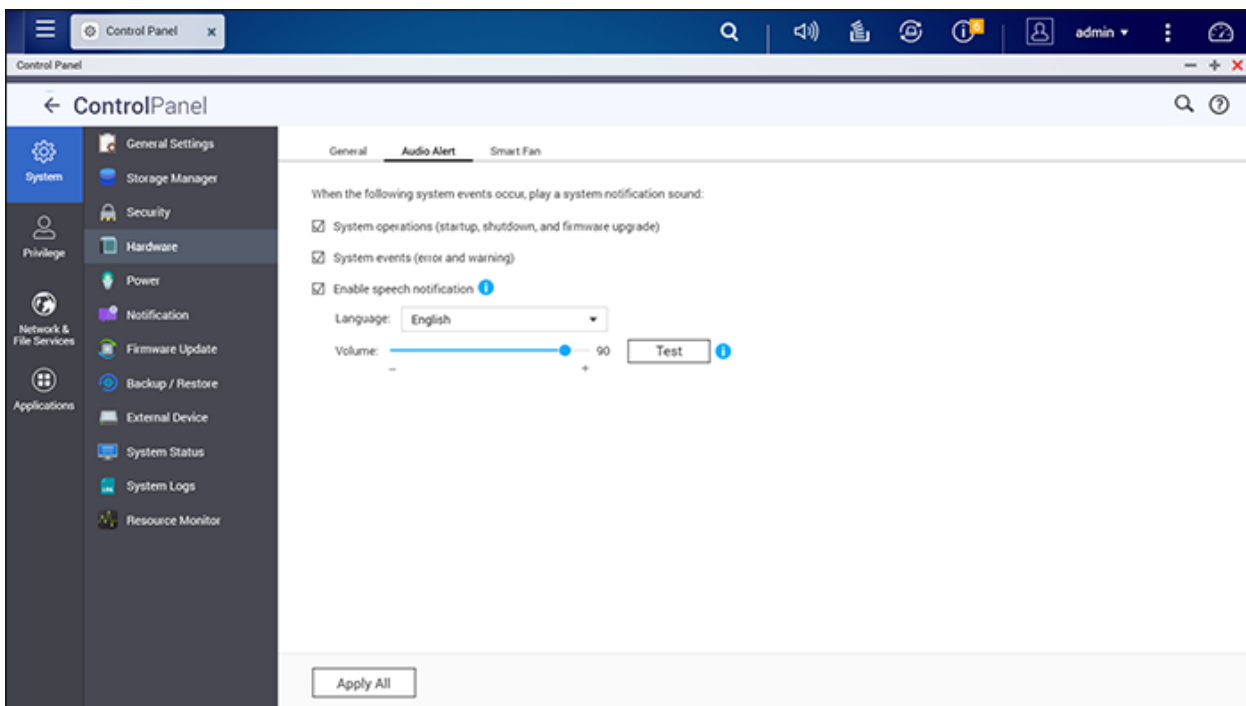 Control Panel x
6
admin
Control Panel
ControlPanel
System
Privilege
Network &
File Services
Applications
General Settings
Storage Manager
Security
Hardware
Power
Notification
Firmware Update
Backup / Restore
External Device
System Status
System Logs
Resource Monitor
General Audio Alert Smart Fan
When the following system events occur, play a system notification sound:
System operations (startup, shutdown, and firmware upgrade)
System events (error and warning)
Enable speech notification
Language: English
Volume: 90 Test
- +
Apply All